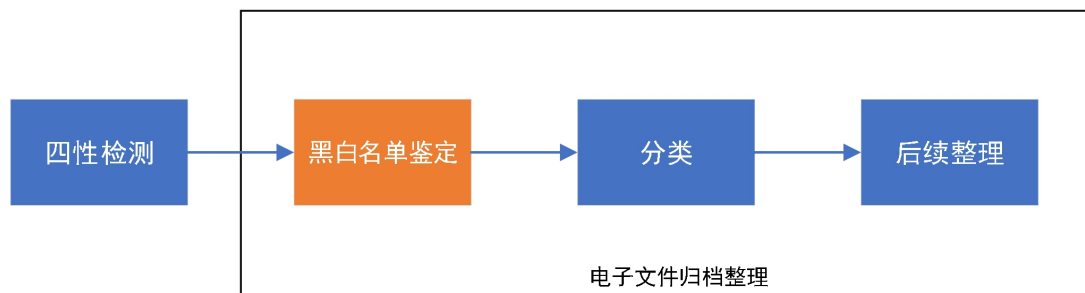 四性检测
黑白名单鉴定
分类
后续整理
电子文件归档整理